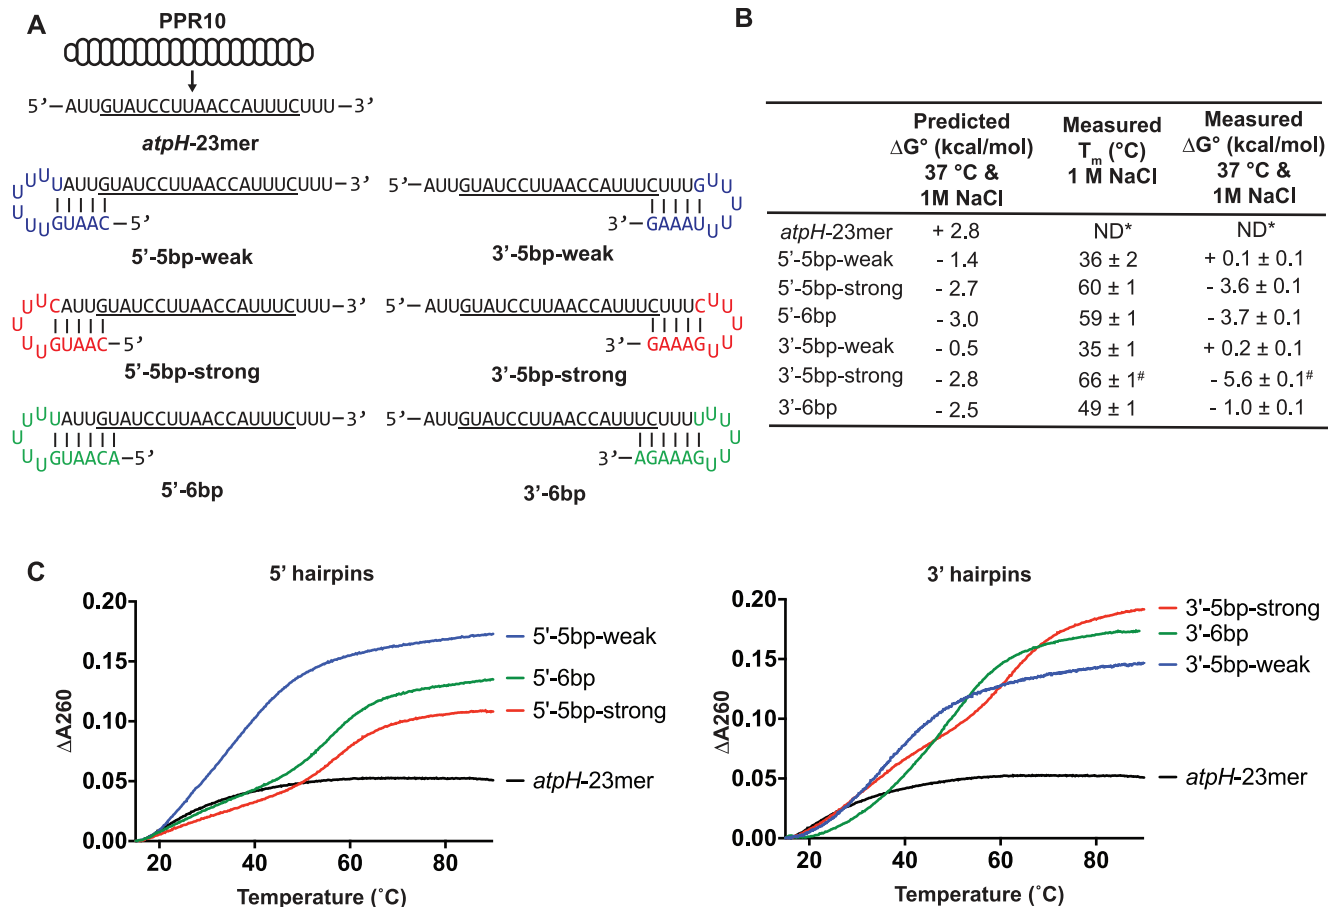 A
PPR10
5’—AUUGUAUCCUUAACCAUUUCUUU—3’
atpH-23mer
UUUUUAUUGUAUCCUUAACCAUUUCUUU—3’
UUUUGUAAC—5’
5’-5bp-weak
5’—AUUGUAUCCUUAACCAUUUCUUUGUU
3’—GAAAUUUUU
3’-5bp-weak
UUCAUUGUAUCCUUAACCAUUUCUUU—3’
UUUUGUAAC—5’
5’-5bp-strong
5’—AUUGUAUCCUUAACCAUUUCUUUCUU
3’—GAAAGUUUU
3’-5bp-strong
UUUUAUUGUAUCCUUAACCAUUUCUUU—3’
UUUUGUAACA—5’
5’-6bp
5’—AUUGUAUCCUUAACCAUUUCUUUUUU
3’—AGAAAGUUUU
3’-6bp
B
Predicted ΔG° (kcal/mol) 37 °C & 1M NaCl
Measured Tm (°C) 1 M NaCl
Measured ΔG° (kcal/mol) 37 °C & 1M NaCl
atpH-23mer + 2.8 ND* ND*
5'-5bp-weak - 1.4 36 ± 2 + 0.1 ± 0.1
5'-5bp-strong - 2.7 60 ± 1 - 3.6 ± 0.1
5'-6bp - 3.0 59 ± 1 - 3.7 ± 0.1
3'-5bp-weak - 0.5 35 ± 1 + 0.2 ± 0.1
3'-5bp-strong - 2.8 66 ± 1# - 5.6 ± 0.1#
3'-6bp - 2.5 49 ± 1 - 1.0 ± 0.1
C
5' hairpins
ΔA260
0.20
0.15
0.10
0.05
0.00
20 40 60 80
Temperature (˚C)
5'-5bp-weak
5'-6bp
5'-5bp-strong
atpH-23mer
3' hairpins
ΔA260
0.20
0.15
0.10
0.05
0.00
20 40 60 80
Temperature (˚C)
3'-5bp-strong
3'-6bp
3'-5bp-weak
atpH-23mer